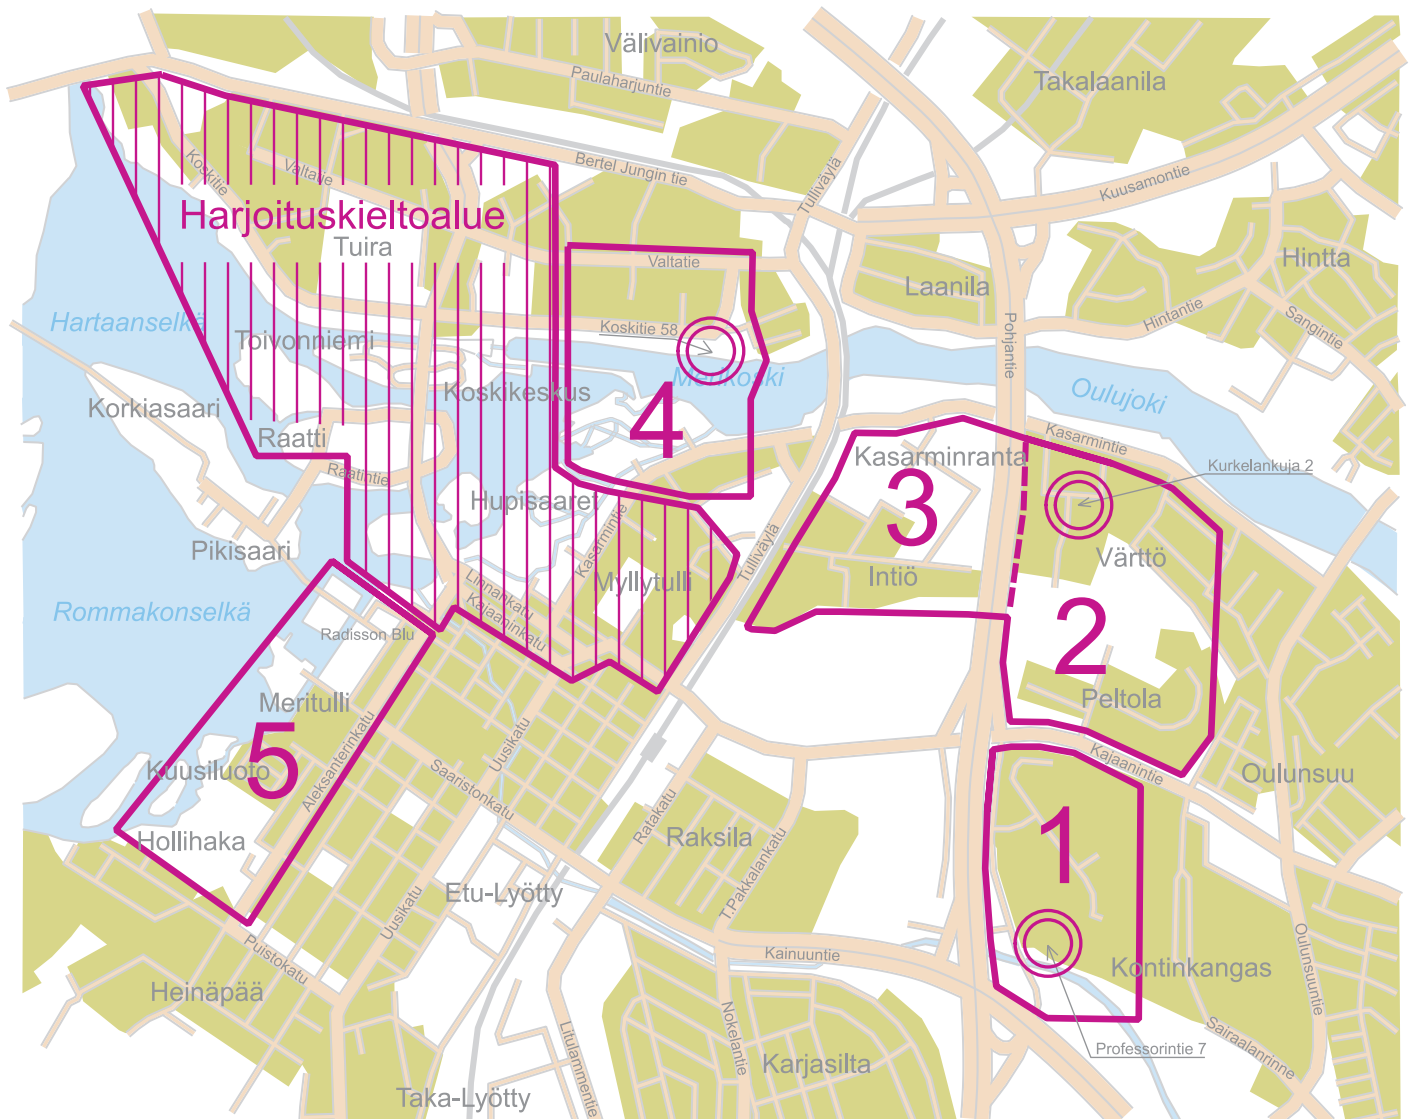 Välivainio
Paulaharjuntie
Takalaanila
Bertel Jungin tie
Tulliväylä
Kuusamontie
Koskitie
Valtatie
Harjoituskieltoalue
Tuira
Valtatie
Laanila
Hintta
Hartaanselkä
Toivonniemi
Koskitie 58
Pohjantie
Hintantie
Sangintie
Merikoski
Koskikeskus
Oulujoki
Korkiasaari
4
Raatti
Raatintie
Kasarminranta
Kasarmintie
Kurkelankuja 2
Hupisaaret
3
Pikisaari
Kasarmintie
Tulliväylä
Värttö
Intiö
Myllytulli
Linnankatu
Kajaaninkatu
Rommakonselkä
Radisson Blu
2
Peltola
Meritulli
5
Aleksanterinkatu
Uusikatu
Kuusiluoto
Saaristonkatu
Kajaanintie
Oulunsuu
Hollihaka
Ratakatu
Raksila
1
T.Pakkalankatu
Etu-Lyötty
Uusikatu
Puistokatu
Kainuuntie
Kontinkangas
Oulunsuuntie
Heinäpää
Nokelantie
Professorintie 7
Sairaalanrinne
Litulammentie
Karjasilta
Taka-Lyötty